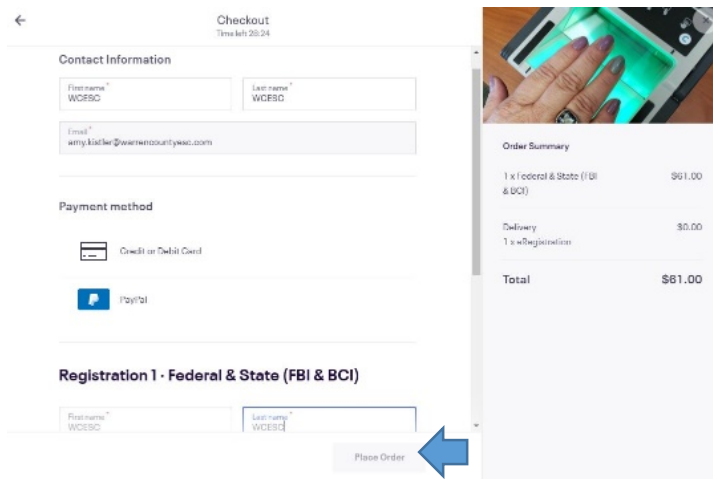 Checkout
Time left 28:24
Contact Information
First name *
WCESC
Last name *
WCESC
Email *
amy.kistler@warrencountyesc.com
Payment method
Credit or Debit Card
PayPal
Registration 1 · Federal & State (FBI & BCI)
First name *
WCESC
Last name *
WCESC
Place Order
Order Summary
1 x Federal & State (FBI
& BCI)
$61.00
Delivery
$0.00
1 x eRegistration
Total
$61.00